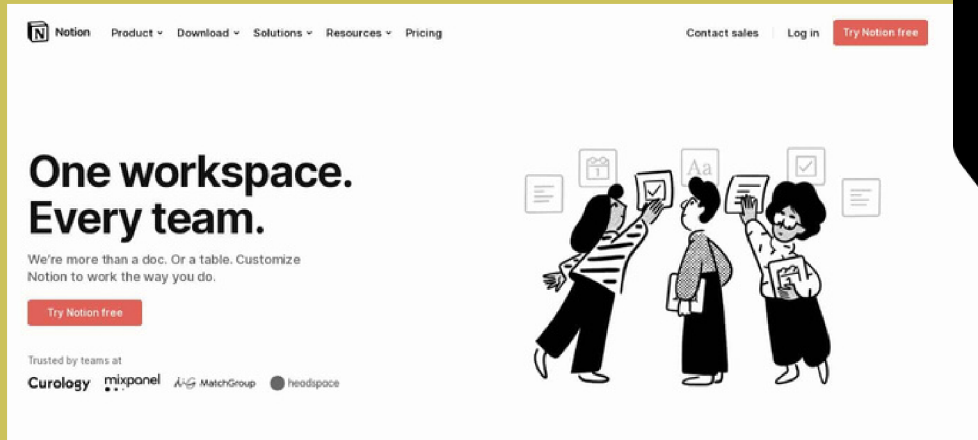 Notion Product Download Solutions Resources Pricing Contact sales Log in Try Notion free
One workspace.
Every team.
We're more than a doc. Or a table. Customize
Notion to work the way you do.
Try Notion free
Trusted by teams at
Curology mixpanel MG MatchGroup headspace
Aa
1